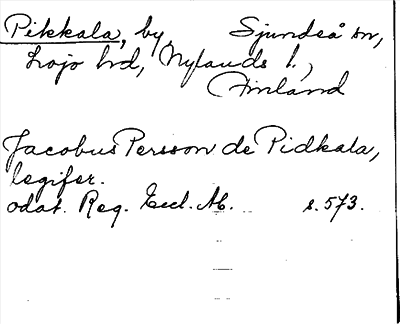 Pikkala, by, Sjundeå sn,
Lojo hd, Nylands l.,
Finland
Jacobus Persson de Pidkala,
legifer.
odat. Reg. Eccl. Ab. s. 573.